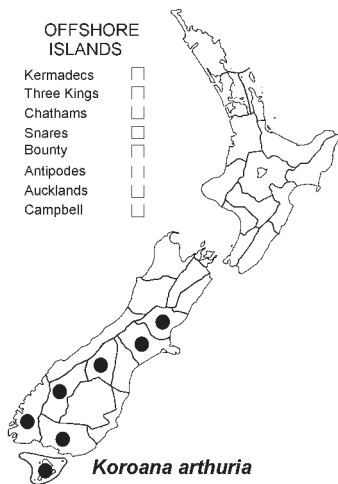 OFFSHORE
ISLANDS
Kermadecs
Three Kings
Chathams
Snares
Bounty
Antipodes
Aucklands
Campbell
Koroana arthuria